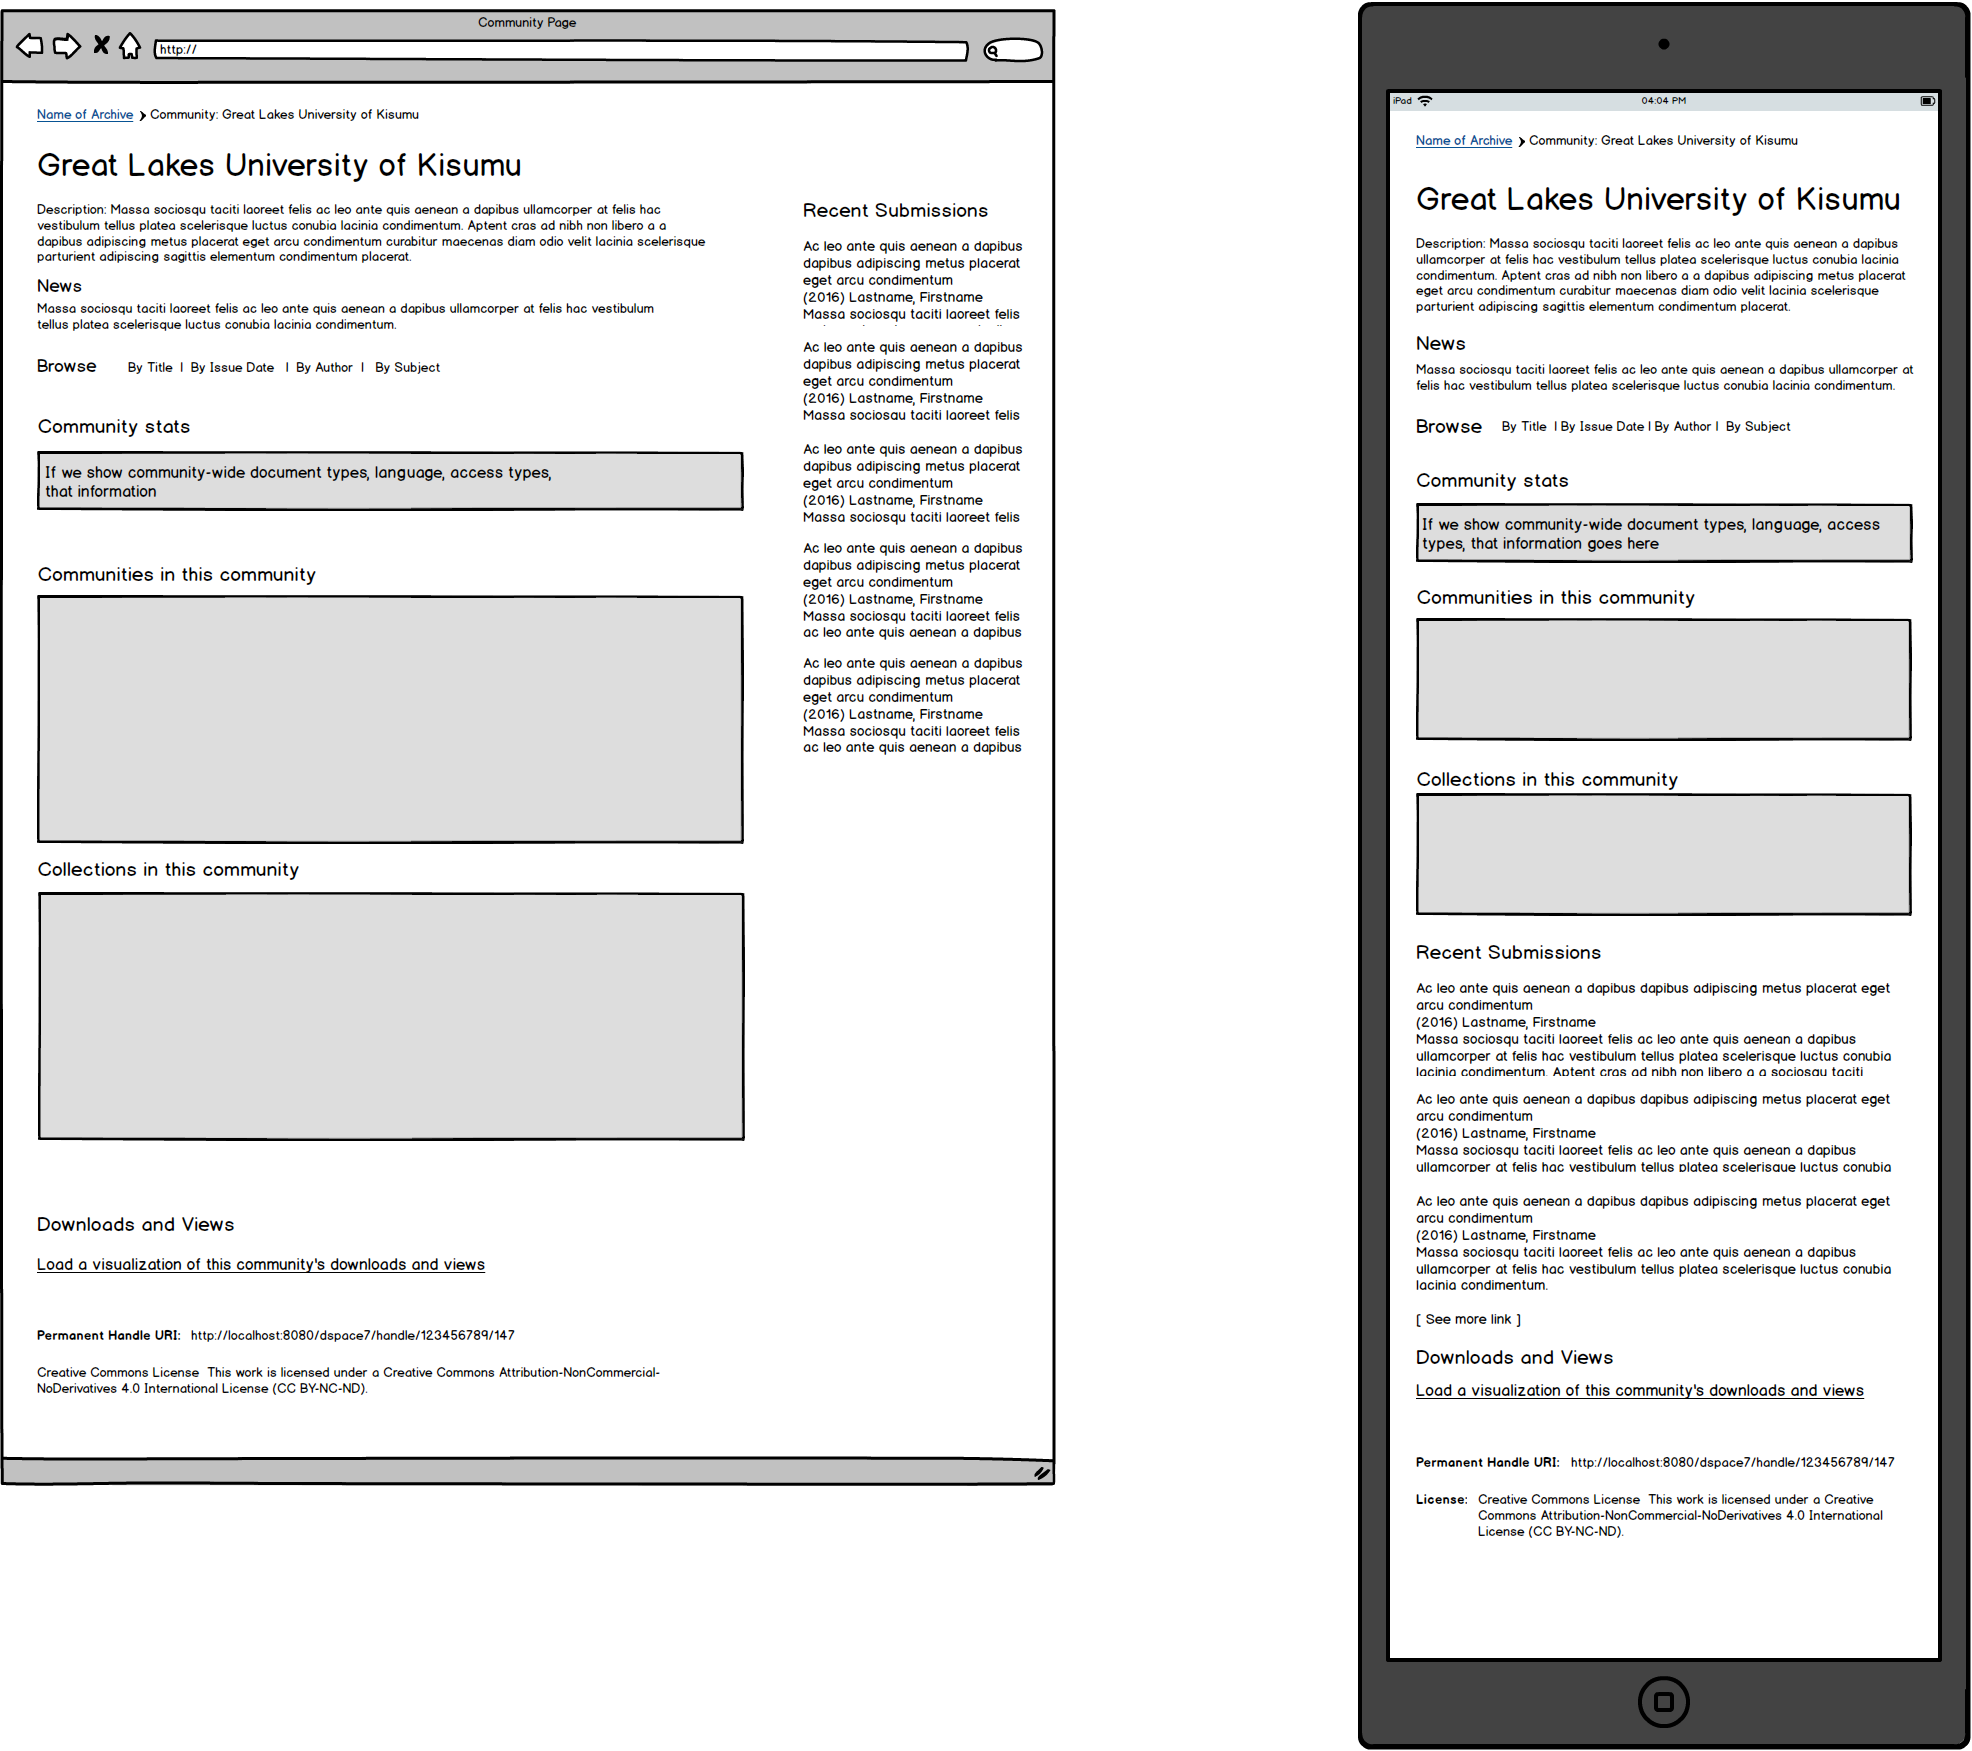 Community Page
http://
Name of Archive > Community: Great Lakes University of Kisumu
Great Lakes University of Kisumu
Description: Massa sociosqu taciti laoreet felis ac leo ante quis aenean a dapibus ullamcorper at felis hac
vestibulum tellus platea scelerisque luctus conubia lacinia condimentum. Aptent cras ad nibh non libero a a
dapibus adipiscing metus placerat eget arcu condimentum curabitur maecenas diam odio velit lacinia scelerisque
parturient adipiscing sagittis elementum condimentum placerat.
News
Massa sociosqu taciti laoreet felis ac leo ante quis aenean a dapibus ullamcorper at felis hac vestibulum
tellus platea scelerisque luctus conubia lacinia condimentum.
Browse By Title | By Issue Date | By Author | By Subject
Community stats
If we show community-wide document types, language, access types,
that information
Communities in this community
Collections in this community
Downloads and Views
Load a visualization of this community's downloads and views
Permanent Handle URI: http://localhost:8080/dspace7/handle/123456789/147
Creative Commons License This work is licensed under a Creative Commons Attribution-NonCommercial-
NoDerivatives 4.0 International License (CC BY-NC-ND).
Recent Submissions
Ac leo ante quis aenean a dapibus
dapibus adipiscing metus placerat
eget arcu condimentum
(2016) Lastname, Firstname
Massa sociosqu taciti laoreet felis
Ac leo ante quis aenean a dapibus
dapibus adipiscing metus placerat
eget arcu condimentum
(2016) Lastname, Firstname
Massa sociosqu taciti laoreet felis
Ac leo ante quis aenean a dapibus
dapibus adipiscing metus placerat
eget arcu condimentum
(2016) Lastname, Firstname
Massa sociosqu taciti laoreet felis
Ac leo ante quis aenean a dapibus
dapibus adipiscing metus placerat
eget arcu condimentum
(2016) Lastname, Firstname
Massa sociosqu taciti laoreet felis
ac leo ante quis aenean a dapibus
Ac leo ante quis aenean a dapibus
dapibus adipiscing metus placerat
eget arcu condimentum
(2016) Lastname, Firstname
Massa sociosqu taciti laoreet felis
ac leo ante quis aenean a dapibus
iPad 04:04 PM
Name of Archive > Community: Great Lakes University of Kisumu
Great Lakes University of Kisumu
Description: Massa sociosqu taciti laoreet felis ac leo ante quis aenean a dapibus
ullamcorper at felis hac vestibulum tellus platea scelerisque luctus conubia lacinia
condimentum. Aptent cras ad nibh non libero a a dapibus adipiscing metus placerat
eget arcu condimentum curabitur maecenas diam odio velit lacinia scelerisque
parturient adipiscing sagittis elementum condimentum placerat.
News
Massa sociosqu taciti laoreet felis ac leo ante quis aenean a dapibus ullamcorper at
felis hac vestibulum tellus platea scelerisque luctus conubia lacinia condimentum.
Browse By Title | By Issue Date | By Author | By Subject
Community stats
If we show community-wide document types, language, access
types, that information goes here
Communities in this community
Collections in this community
Recent Submissions
Ac leo ante quis aenean a dapibus dapibus adipiscing metus placerat eget
arcu condimentum
(2016) Lastname, Firstname
Massa sociosqu taciti laoreet felis ac leo ante quis aenean a dapibus
ullamcorper at felis hac vestibulum tellus platea scelerisque luctus conubia
lacinia condimentum. Aptent cras ad nibh non libero a a sociosqu taciti
Ac leo ante quis aenean a dapibus dapibus adipiscing metus placerat eget
arcu condimentum
(2016) Lastname, Firstname
Massa sociosqu taciti laoreet felis ac leo ante quis aenean a dapibus
ullamcorper at felis hac vestibulum tellus platea scelerisque luctus conubia
Ac leo ante quis aenean a dapibus dapibus adipiscing metus placerat eget
arcu condimentum
(2016) Lastname, Firstname
Massa sociosqu taciti laoreet felis ac leo ante quis aenean a dapibus
ullamcorper at felis hac vestibulum tellus platea scelerisque luctus conubia
lacinia condimentum.
[ See more link ]
Downloads and Views
Load a visualization of this community's downloads and views
Permanent Handle URI: http://localhost:8080/dspace7/handle/123456789/147
License: Creative Commons License This work is licensed under a Creative
Commons Attribution-NonCommercial-NoDerivatives 4.0 International
License (CC BY-NC-ND).